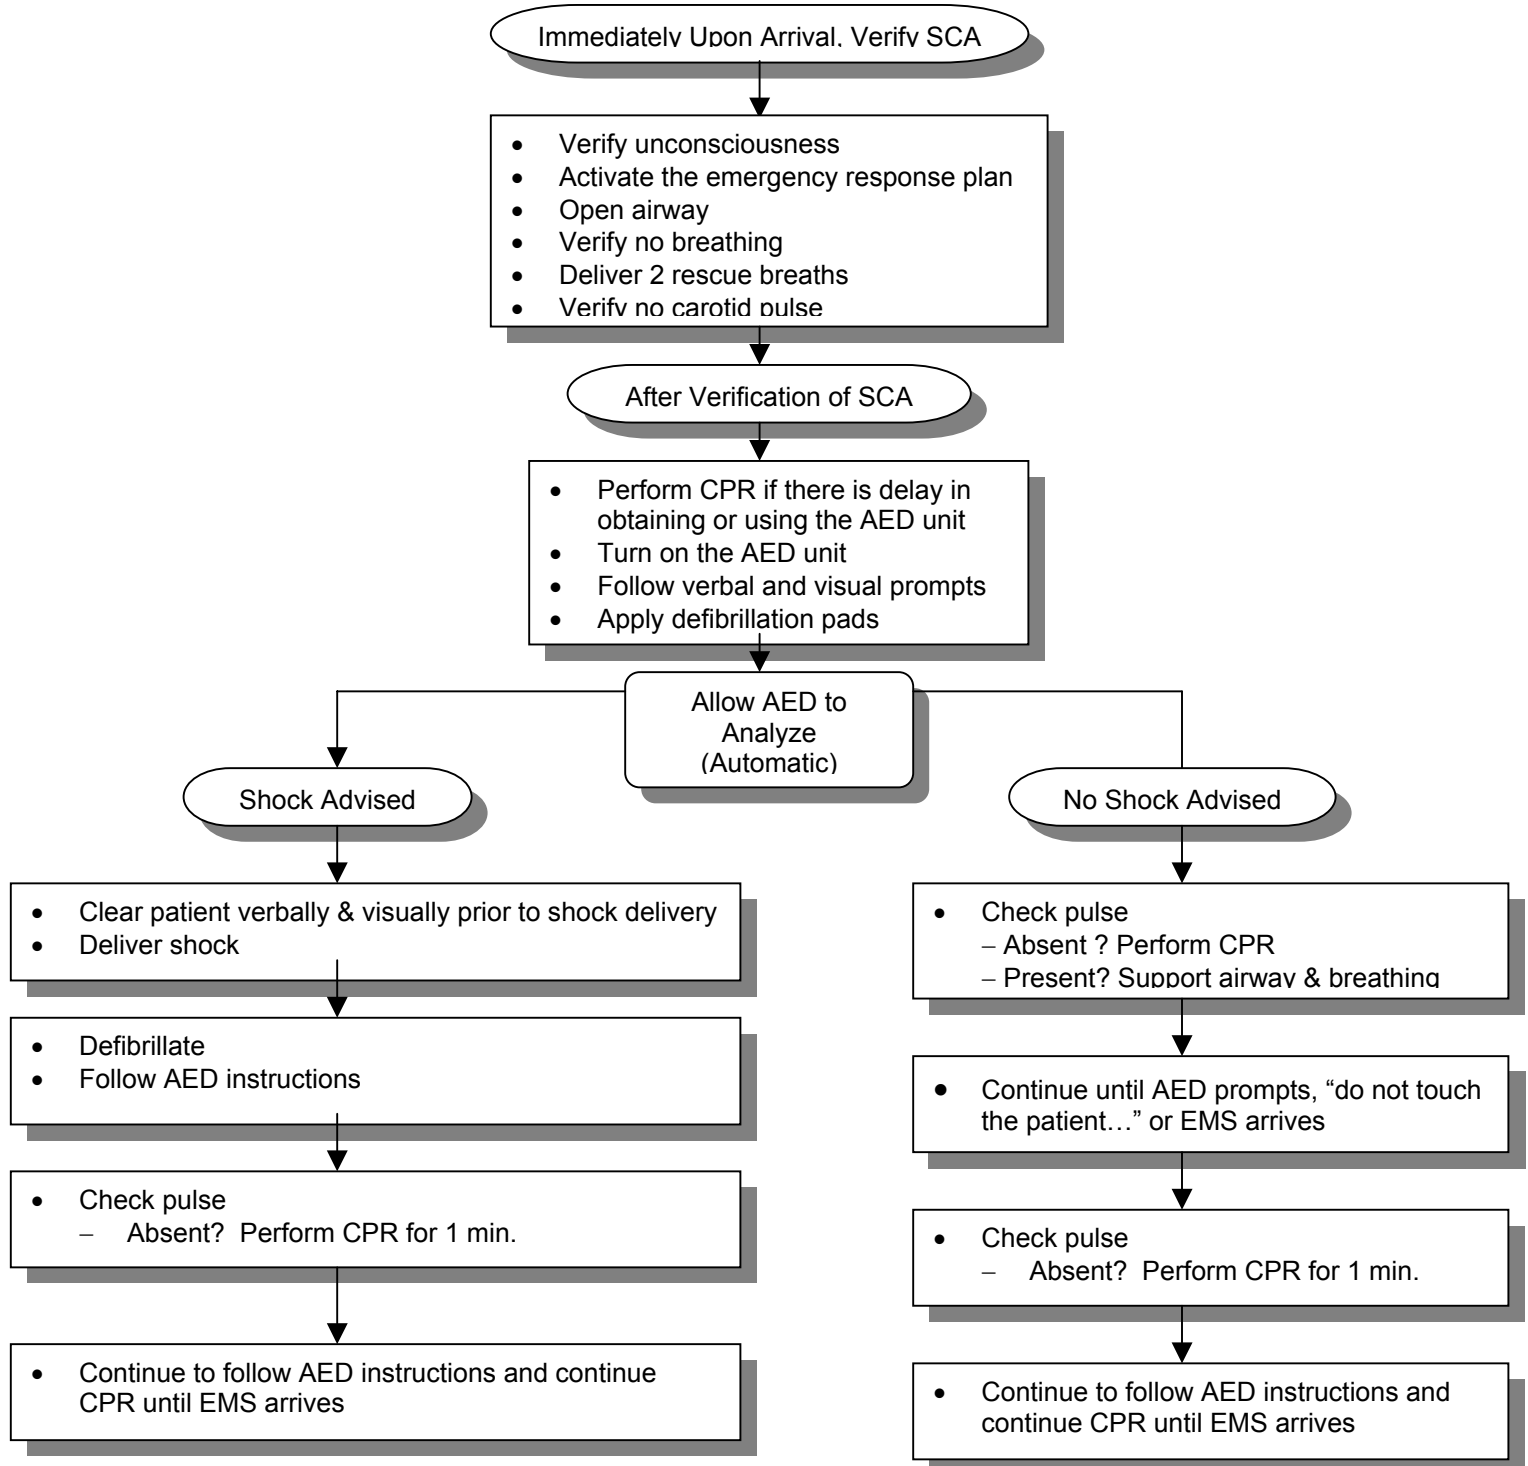 Immediately Upon Arrival, Verify SCA
• Verify unconsciousness
• Activate the emergency response plan
• Open airway
• Verify no breathing
• Deliver 2 rescue breaths
• Verify no carotid pulse
After Verification of SCA
• Perform CPR if there is delay in
obtaining or using the AED unit
• Turn on the AED unit
• Follow verbal and visual prompts
• Apply defibrillation pads
Allow AED to
Analyze
(Automatic)
Shock Advised
• Clear patient verbally & visually prior to shock delivery
• Deliver shock
• Defibrillate
• Follow AED instructions
• Check pulse
– Absent? Perform CPR for 1 min.
• Continue to follow AED instructions and continue
CPR until EMS arrives
No Shock Advised
• Check pulse
– Absent ? Perform CPR
– Present? Support airway & breathing
• Continue until AED prompts, “do not touch
the patient…” or EMS arrives
• Check pulse
– Absent? Perform CPR for 1 min.
• Continue to follow AED instructions and
continue CPR until EMS arrives